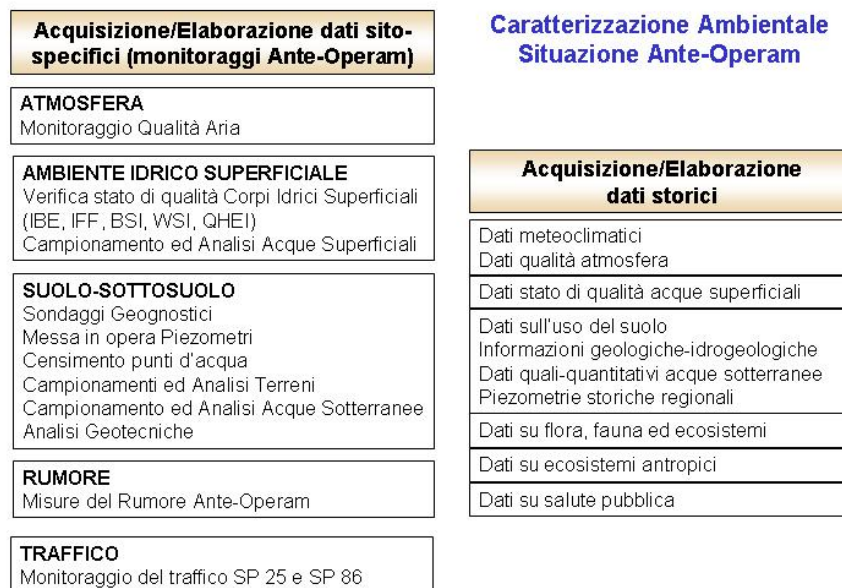 Acquisizione/Elaborazione dati sito-
specifici (monitoraggi Ante-Operam)
ATMOSFERA
Monitoraggio Qualità Aria
AMBIENTE IDRICO SUPERFICIALE
Verifica stato di qualità Corpi Idrici Superficiali
(IBE, IFF, BSI, WSI, QHEI)
Campionamento ed Analisi Acque Superficiali
SUOLO-SOTTOSUOLO
Sondaggi Geognostici
Messa in opera Piezometri
Censimento punti d'acqua
Campionamenti ed Analisi Terreni
Campionamento ed Analisi Acque Sotterranee
Analisi Geotecniche
RUMORE
Misure del Rumore Ante-Operam
TRAFFICO
Monitoraggio del traffico SP 25 e SP 86
Caratterizzazione Ambientale
Situazione Ante-Operam
Acquisizione/Elaborazione
dati storici
Dati meteoclimatici
Dati qualità atmosfera
Dati stato di qualità acque superficiali
Dati sull'uso del suolo
Informazioni geologiche-idrogeologiche
Dati quali-quantitativi acque sotterranee
Piezometrie storiche regionali
Dati su flora, fauna ed ecosistemi
Dati su ecosistemi antropici
Dati su salute pubblica